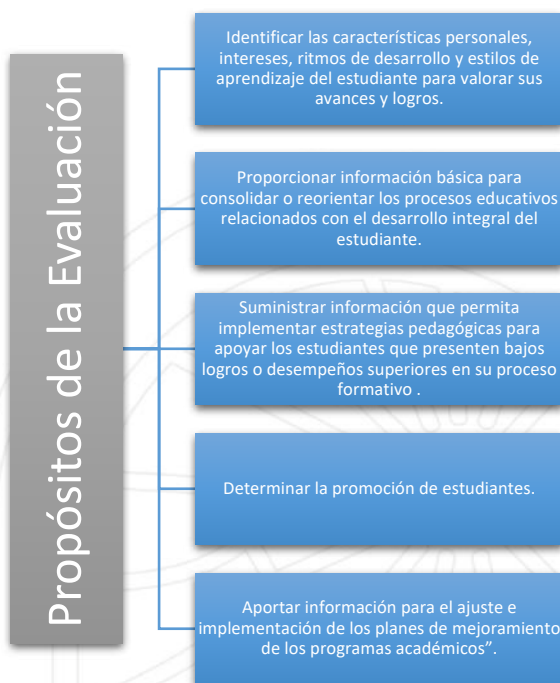 Propósitos de la Evaluación
Identificar las características personales,
intereses, ritmos de desarrollo y estilos de
aprendizaje del estudiante para valorar sus
avances y logros.
Proporcionar información básica para
consolidar o reorientar los procesos educativos
relacionados con el desarrollo integral del
estudiante.
Suministrar información que permita
implementar estrategias pedagógicas para
apoyar los estudiantes que presenten bajos
logros o desempeños superiores en su proceso
formativo .
Determinar la promoción de estudiantes.
Aportar información para el ajuste e
implementación de los planes de mejoramiento
de los programas académicos”.